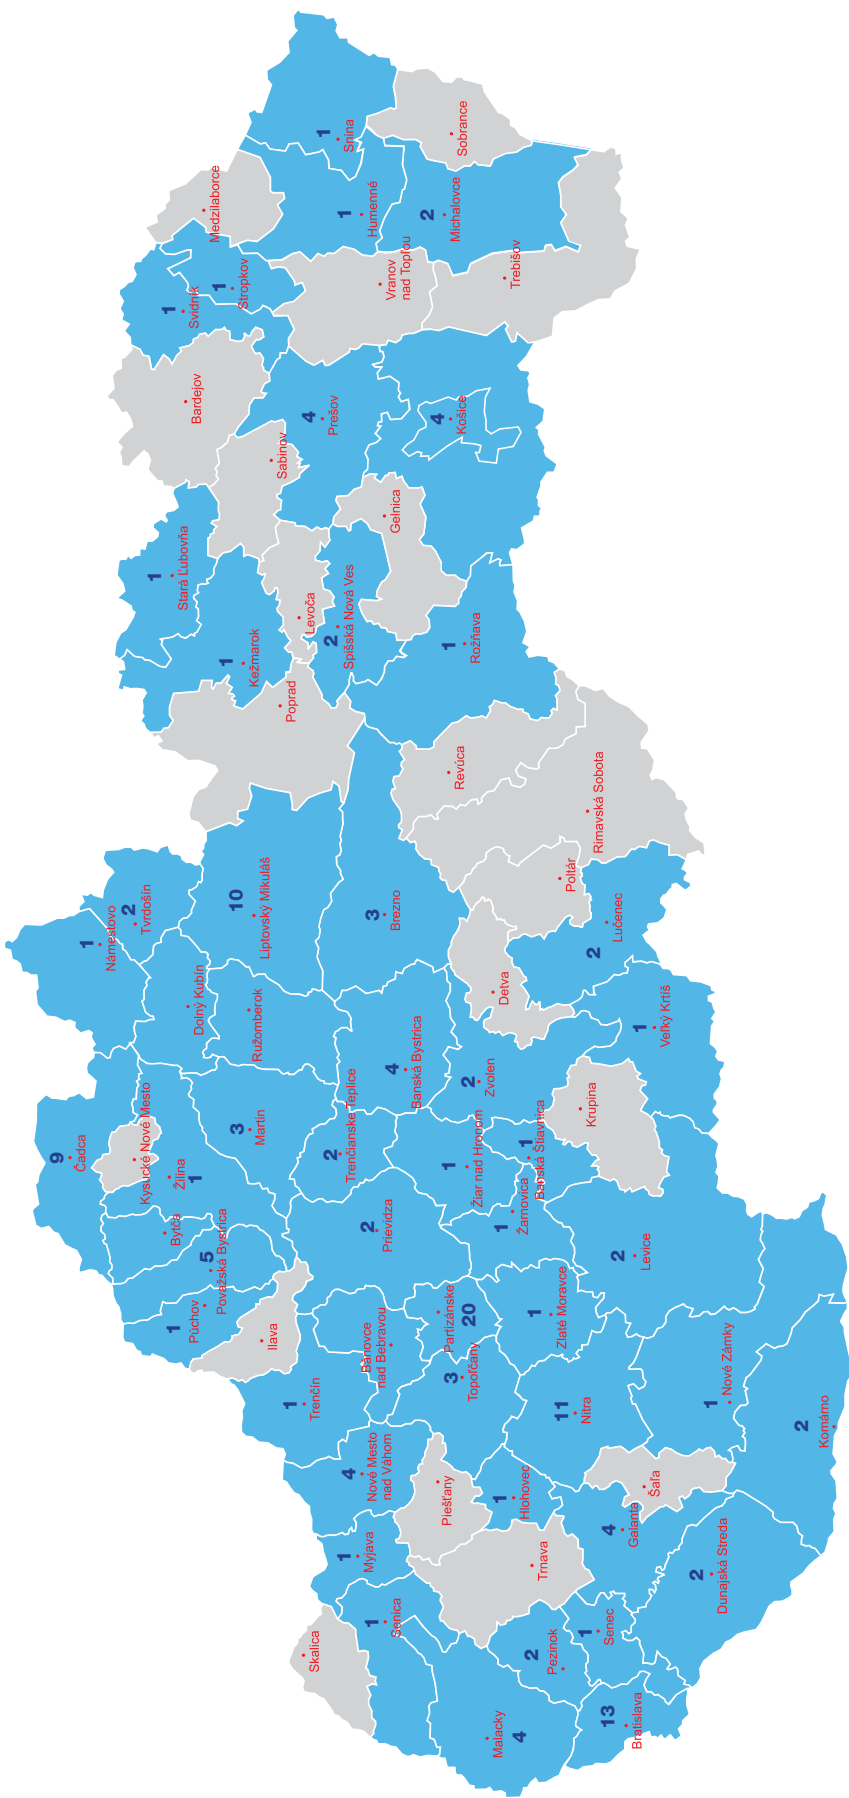 1
Snina
Sobrance
Medzilaborce
1
Humenné
2
Michalovce
1
Stropkov
1
Svidník
Vranov
nad Topľou
Trebišov
Bardejov
4
Prešov
4
Košice
Sabinov
Gelnica
1
Stará Ľubovňa
Levoča
2
Spišská Nová Ves
1
Kežmarok
1
Rožňava
Poprad
Revúca
Rimavská Sobota
Poltár
10
Liptovský Mikuláš
3
Brezno
2
Lučenec
2
Tvrdošín
1
Námestovo
Dolný Kubín
Ružomberok
Detva
1
Veľký Krtíš
4
Banská Bystrica
2
Zvolen
Krupina
9
Čadca
Kysucké Nové Mesto
Žilina
1
3
Martin
2
Trenčianske Teplice
1
Žiar nad Hronom
1
Banská Štiavnica
Bytča
5
Považská Bystrica
2
Prievidza
1
Žarnovica
2
Levice
1
Púchov
Ilava
Bánovce
nad Bebravou
Partizánske
20
1
Zlaté Moravce
1
Trenčín
3
Topoľčany
11
Nitra
1
Nové Zámky
2
Komárno
4
Nové Mesto
nad Váhom
Piešťany
1
Hlohovec
Šaľa
4
Galanta
1
Myjava
Trnava
2
Dunajská Streda
1
Senica
Skalica
2
Pezinok
1
Senec
Malacky
4
13
Bratislava